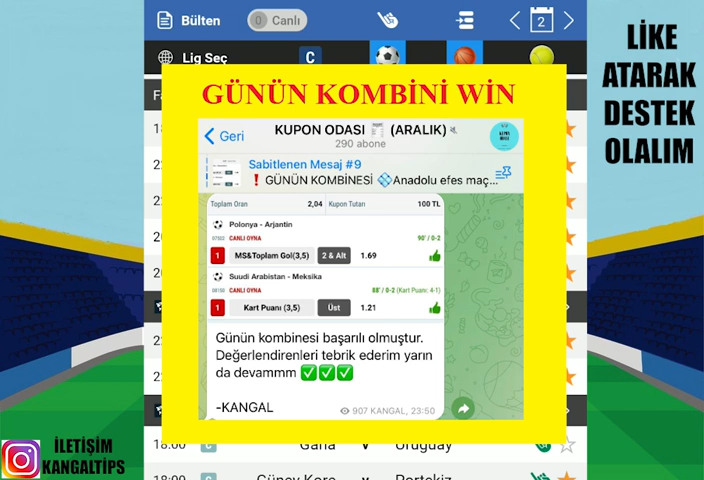 Bülten
0 Canlı
2
Lig Seç
C
GÜNÜN KOMBİNİ WİN
LİKE
ATARAK
DESTEK
OLALIM
Geri
KUPON ODASI (ARALIK)
290 abone
Sabitlenen Mesaj #9
❗ GÜNÜN KOMBİNESİ 💠Anadolu efes maç...
Toplam Oran 2,04 Kupon Tutarı 100 TL
Polonya - Arjantin
CANLI OYNA 90' / 0-2
1 MS&Toplam Gol(3,5) 2 & Alt 1.69
Suudi Arabistan - Meksika
CANLI OYNA 88' / 0-2 (Kart Puanı: 4-1)
1 Kart Puanı (3,5) Üst 1.21
Günün kombinesi başarılı olmuştur.
Değerlendirenleri tebrik ederim yarın
da devammm ✅✅✅
-KANGAL
907 KANGAL, 23:50
18:00 C Gana v Uruguay
18:00 C Güney Kore v Portekiz
İLETİŞİM
KANGALTİPS